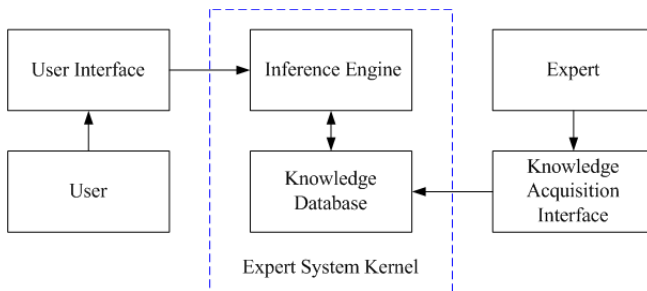 User Interface
Inference Engine
Expert
User
Knowledge
Database
Knowledge
Acquisition
Interface
Expert System Kernel